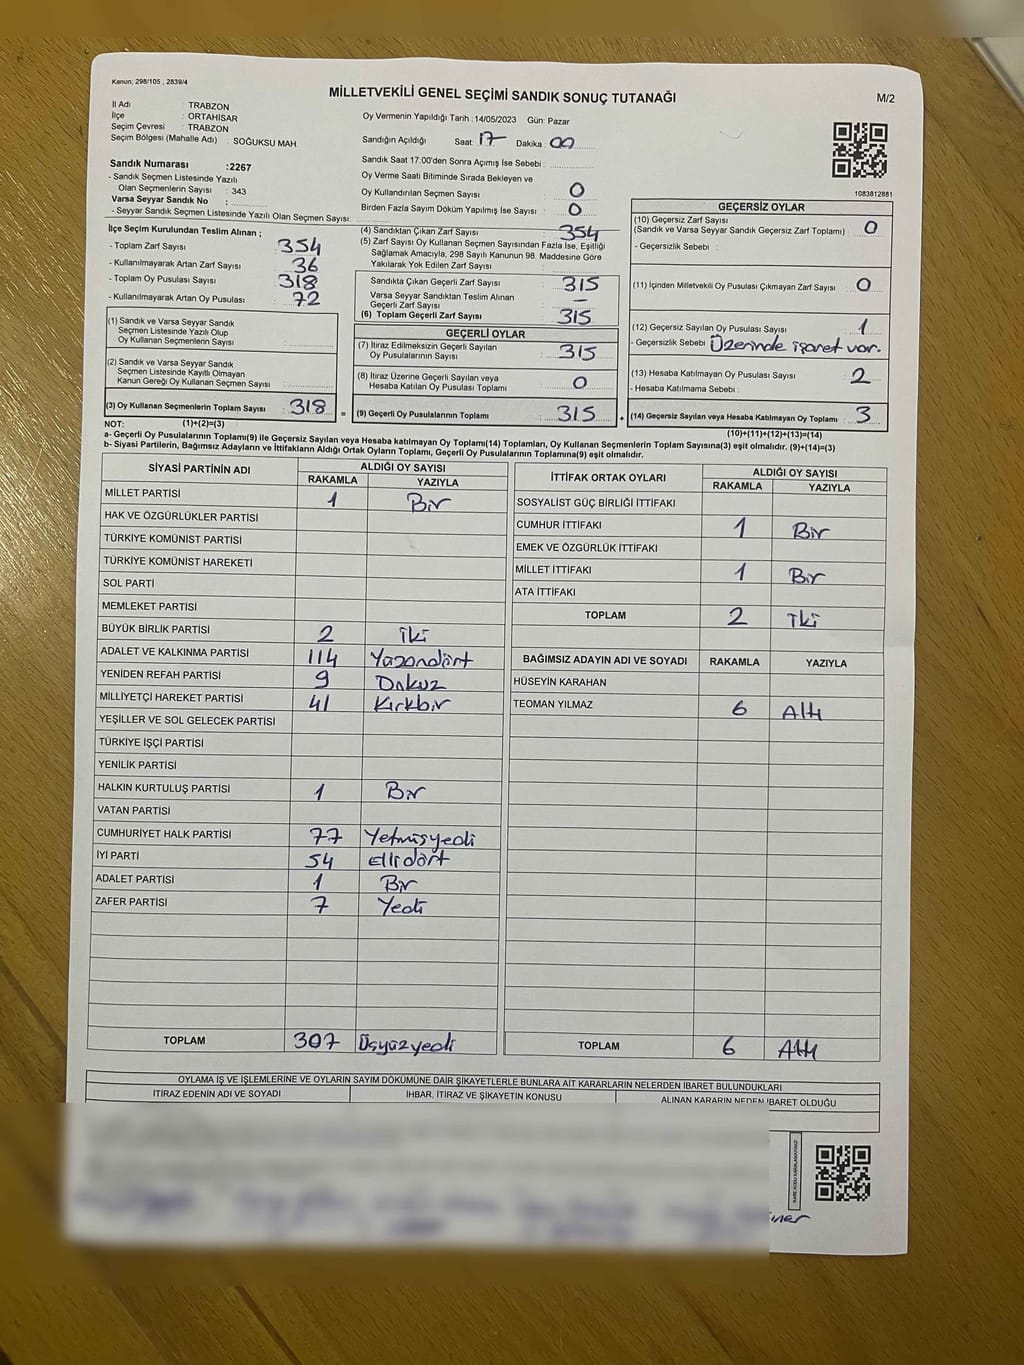 Kanun; 298/105 , 2839/4
MİLLETVEKİLİ GENEL SEÇİMİ SANDIK SONUÇ TUTANAĞI
M/2
İl Adı : TRABZON
İlçe : ORTAHİSAR
Seçim Çevresi : TRABZON
Seçim Bölgesi (Mahalle Adı) : SOĞUKSU MAH.
Sandık Numarası :2267
- Sandık Seçmen Listesinde Yazılı
Olan Seçmenlerin Sayısı : 343
Varsa Seyyar Sandık No :
- Seyyar Sandık Seçmen Listesinde Yazılı Olan Seçmen Sayısı:
Oy Vermenin Yapıldığı Tarih :14/05/2023 Gün: Pazar
Sandığın Açıldığı Saat: 17 Dakika: 00
Sandık Saat 17:00'den Sonra Açımış İse Sebebi :
Oy Verme Saati Bitiminde Sırada Bekleyen ve
Oy Kullandırılan Seçmen Sayısı : 0
Birden Fazla Sayım Döküm Yapılmış İse Sayısı : 0
1083812881
İlçe Seçim Kurulundan Teslim Alınan ;
- Toplam Zarf Sayısı : 354
- Kullanılmayarak Artan Zarf Sayısı : 36
- Toplam Oy Pusulası Sayısı : 318
- Kullanılmayarak Artan Oy Pusulası : 72
(1) Sandık ve Varsa Seyyar Sandık
Seçmen Listesinde Yazılı Olup
Oy Kullanan Seçmenlerin Sayısı :
(2) Sandık ve Varsa Seyyar Sandık
Seçmen Listesinde Kayıtlı Olmayan
Kanun Gereği Oy Kullanan Seçmen Sayısı :
(3) Oy Kullanan Seçmenlerin Toplam Sayısı : 318
(1)+(2)=(3)
(4) Sandıktan Çıkan Zarf Sayısı : 354
(5) Zarf Sayısı Oy Kullanan Seçmen Sayısından Fazla İse, Eşitliği
Sağlamak Amacıyla, 298 Sayılı Kanunun 98. Maddesine Göre
Yakılarak Yok Edilen Zarf Sayısı :
Sandıkta Çıkan Geçerli Zarf Sayısı : 315
Varsa Seyyar Sandıktan Teslim Alınan
Geçerli Zarf Sayısı : -
(6) Toplam Geçerli Zarf Sayısı : 315
GEÇERLİ OYLAR
(7) İtiraz Edilmeksizin Geçerli Sayılan
Oy Pusulalarının Sayısı : 315
(8) İtiraz Üzerine Geçerli Sayılan veya
Hesaba Katılan Oy Pusulaları Toplamı : 0
= (9) Geçerli Oy Pusulalarının Toplamı : 315 +
GEÇERSİZ OYLAR
(10) Geçersiz Zarf Sayısı
(Sandık ve Varsa Seyyar Sandık Geçersiz Zarf Toplamı) : 0
- Geçersizlik Sebebi :
(11) İçinden Milletvekili Oy Pusulası Çıkmayan Zarf Sayısı : 0
(12) Geçersiz Sayılan Oy Pusulası Sayısı : 1
- Geçersizlik Sebebi : Üzerinde işaret var.
(13) Hesaba Katılmayan Oy Pusulası Sayısı : 2
- Hesaba Katılmama Sebebi :
(14) Geçersiz Sayılan veya Hesaba Katılmayan Oy Toplamı : 3
(10)+(11)+(12)+(13)=(14)
NOT:
a- Geçerli Oy Pusulalarının Toplamı(9) ile Geçersiz Sayılan veya Hesaba katılmayan Oy Toplamı(14) Toplamları, Oy Kullanan Seçmenlerin Toplam Sayısına(3) eşit olmalıdır. (9)+(14)=(3)
b- Siyasi Partilerin, Bağımsız Adayların ve İttifakların Aldığı Ortak Oyların Toplamı, Geçerli Oy Pusulalarının Toplamına(9) eşit olmalıdır.
SİYASİ PARTİNİN ADI ALDIĞI OY SAYISI
RAKAMLA YAZIYLA
MİLLET PARTİSİ 1 Bir
HAK VE ÖZGÜRLÜKLER PARTİSİ
TÜRKİYE KOMÜNİST PARTİSİ
TÜRKİYE KOMÜNİST HAREKETİ
SOL PARTİ
MEMLEKET PARTİSİ
BÜYÜK BİRLİK PARTİSİ 2 iki
ADALET VE KALKINMA PARTİSİ 114 Yüzondört
YENİDEN REFAH PARTİSİ 9 Dokuz
MİLLİYETÇİ HAREKET PARTİSİ 41 Kırkbir
YEŞİLLER VE SOL GELECEK PARTİSİ
TÜRKİYE İŞÇİ PARTİSİ
YENİLİK PARTİSİ
HALKIN KURTULUŞ PARTİSİ 1 Bir
VATAN PARTİSİ
CUMHURİYET HALK PARTİSİ 77 Yetmişyedi
İYİ PARTİ 54 Ellidört
ADALET PARTİSİ 1 Bir
ZAFER PARTİSİ 7 Yedi
TOPLAM 307 Üçyüzyedi
İTTİFAK ORTAK OYLARI ALDIĞI OY SAYISI
RAKAMLA YAZIYLA
SOSYALİST GÜÇ BİRLİĞİ İTTİFAKI
CUMHUR İTTİFAKI 1 Bir
EMEK VE ÖZGÜRLÜK İTTİFAKI
MİLLET İTTİFAKI 1 Bir
ATA İTTİFAKI
TOPLAM 2 iki
BAĞIMSIZ ADAYIN ADI VE SOYADI RAKAMLA YAZIYLA
HÜSEYİN KARAHAN
TEOMAN YILMAZ 6 Altı
TOPLAM 6 Altı
OYLAMA İŞ VE İŞLEMLERİNE VE OYLARIN SAYIM DÖKÜMÜNE DAİR ŞİKAYETLERLE BUNLARA AİT KARARLARIN NELERDEN İBARET BULUNDUKLARI
İTİRAZ EDENİN ADI VE SOYADI İHBAR, İTİRAZ VE ŞİKAYETİN KONUSU ALINAN KARARIN NEDEN İBARET OLDUĞU